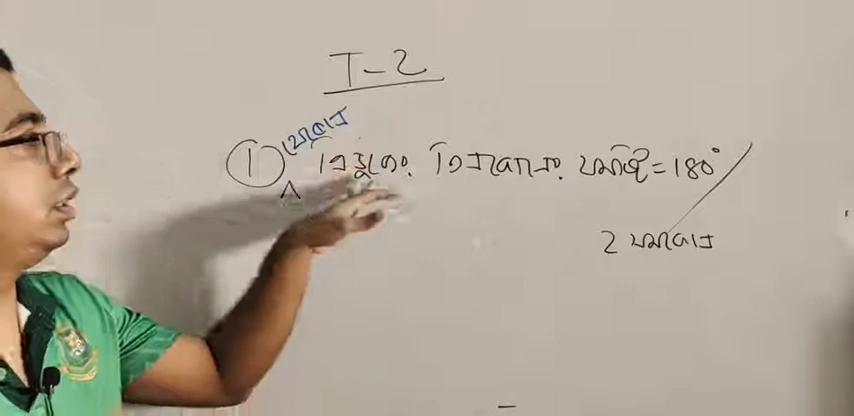 T-2
① যেকোন
^ ত্রিভুজের তিনকোনের সমষ্টি = 180° /
2 সমকোন